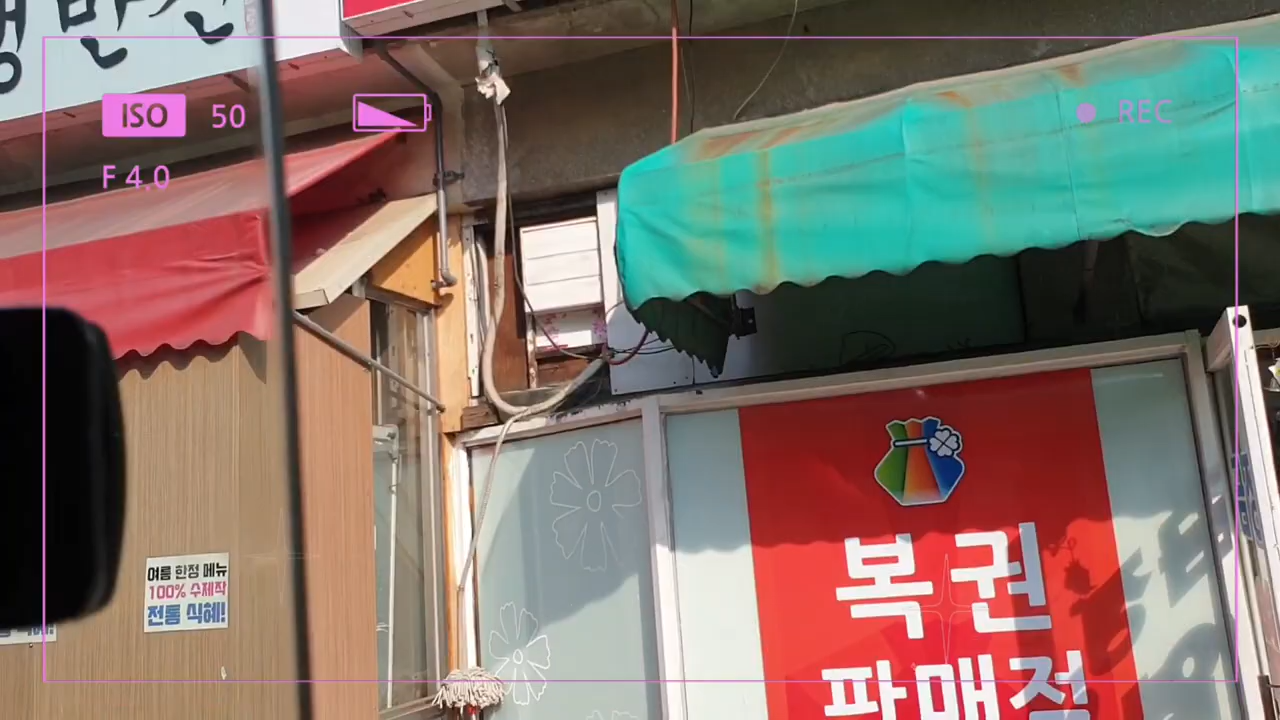 ISO 50
REC
F 4.0
여름 한정 메뉴
100% 수제작
전통 식혜!
복권
판매점